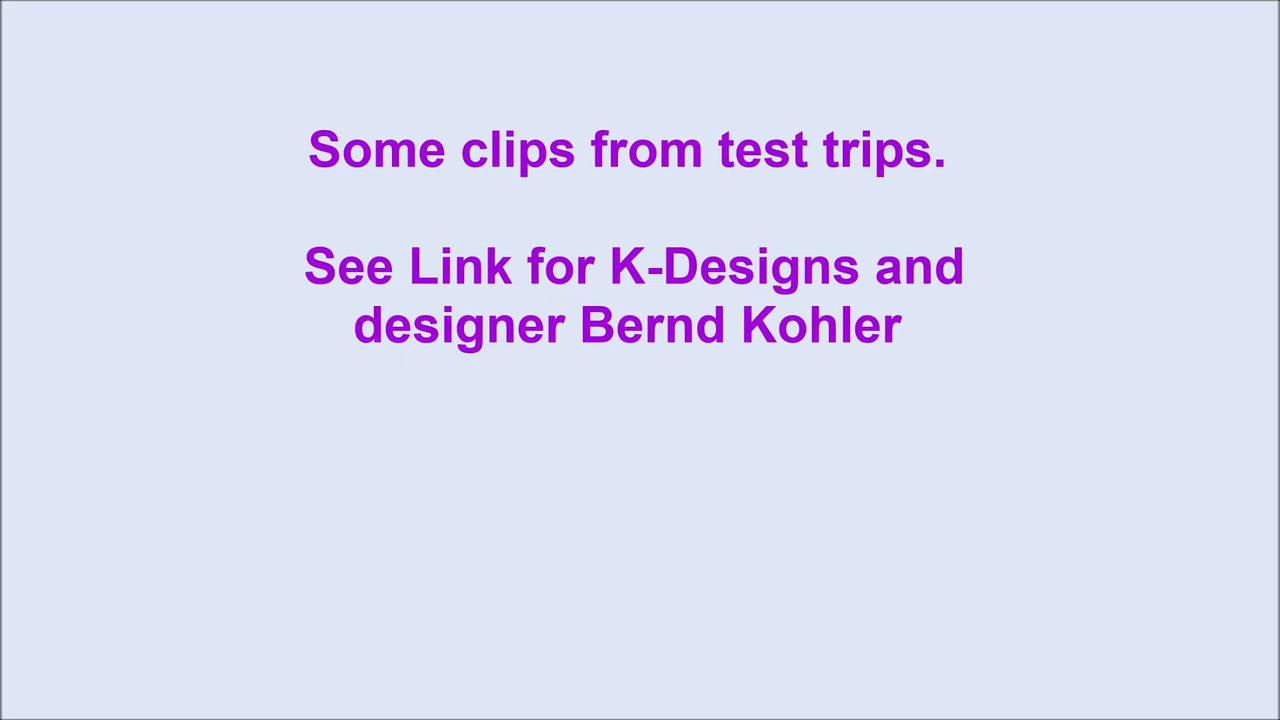 Some clips from test trips.
See Link for K-Designs and
designer Bernd Kohler